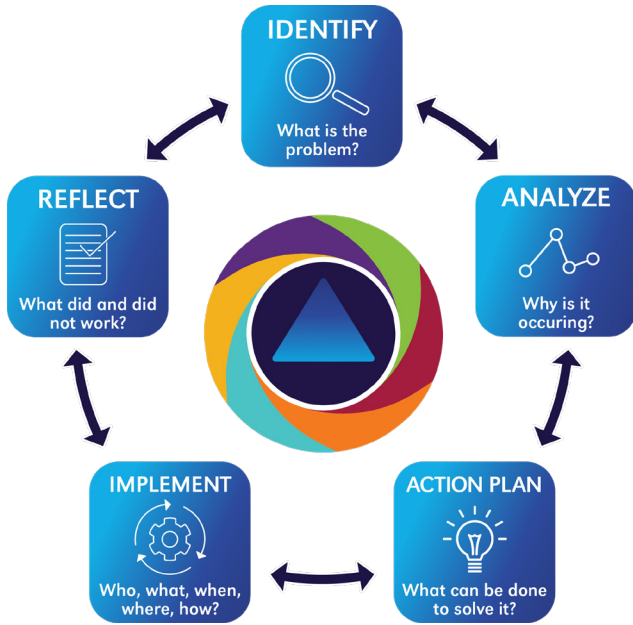 IDENTIFY
What is the
problem?
ANALYZE
Why is it
occuring?
ACTION PLAN
What can be done
to solve it?
IMPLEMENT
Who, what, when,
where, how?
REFLECT
What did and did
not work?